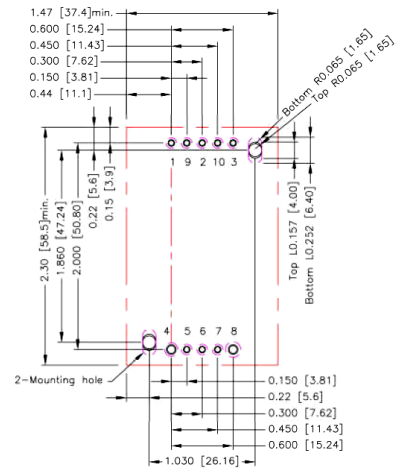 1.47 [37.4]min.
0.600 [15.24]
0.450 [11.43]
0.300 [7.62]
0.150 [3.81]
0.44 [11.1]
Bottom R0.065 [1.65]
Top R0.065 [1.65]
1 9 2 10 3
2.30 [58.5]min.
1.860 [47.24]
2.000 [50.80]
0.22 [5.6]
0.15 [3.9]
Top L0.157 [4.00]
Bottom L0.252 [6.40]
4 5 6 7 8
2-Mounting hole
0.150 [3.81]
0.22 [5.6]
0.300 [7.62]
0.450 [11.43]
0.600 [15.24]
1.030 [26.16]